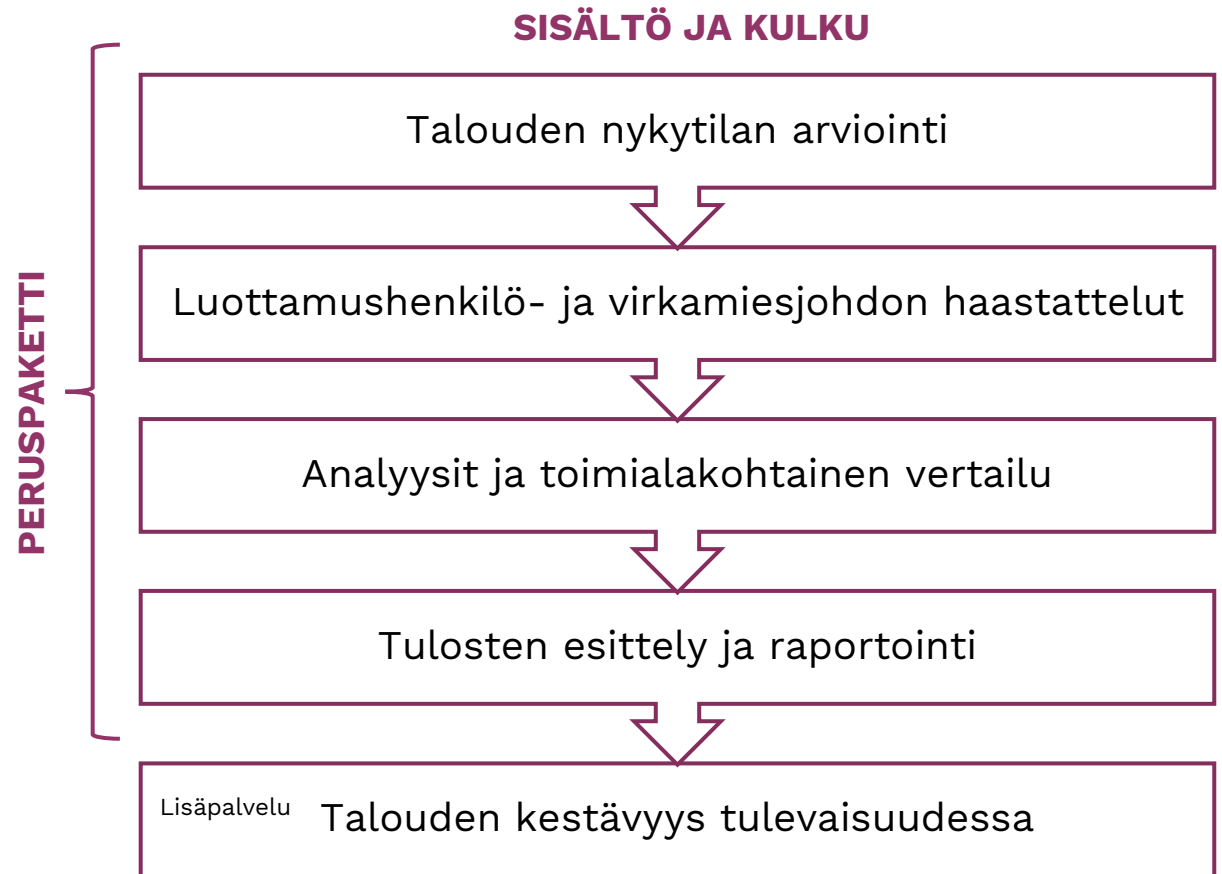 SISÄLTÖ JA KULKU
PERUSPAKETTI
Talouden nykytilan arviointi
Luottamushenkilö- ja virkamiesjohdon haastattelut
Analyysit ja toimialakohtainen vertailu
Tulosten esittely ja raportointi
Lisäpalvelu Talouden kestävyys tulevaisuudessa